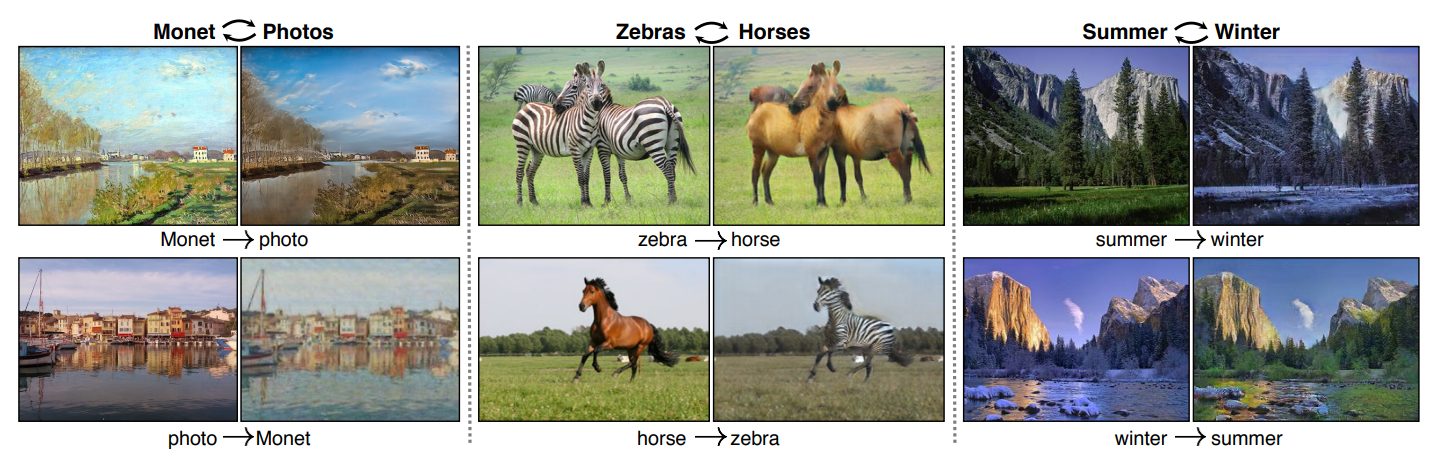 Monet ⇄ Photos
Zebras ⇄ Horses
Summer ⇄ Winter
Monet → photo
zebra → horse
summer → winter
photo → Monet
horse → zebra
winter → summer